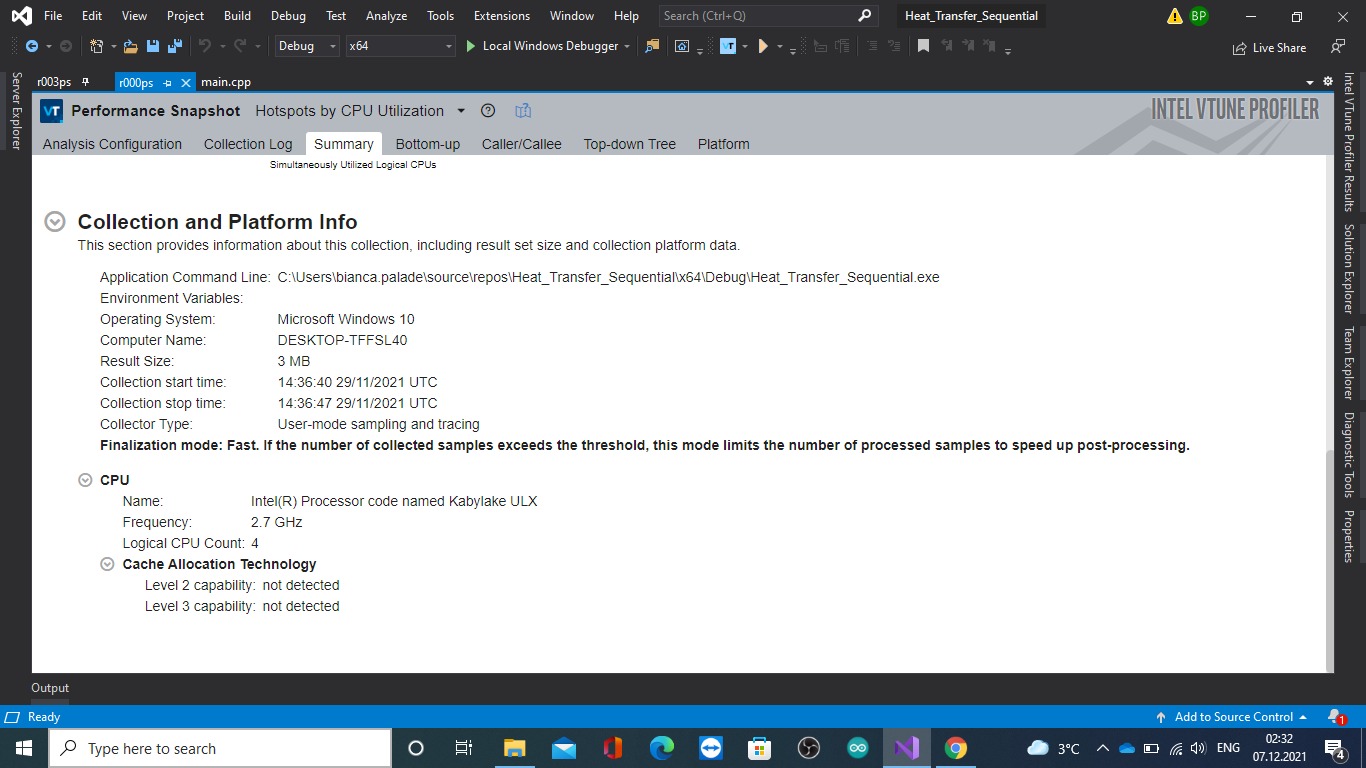 File Edit View Project Build Debug Test Analyze Tools Extensions Window Help Search (Ctrl+Q) Heat_Transfer_Sequential BP
Debug x64 Local Windows Debugger VT Live Share
r003ps r000ps main.cpp
VT Performance Snapshot Hotspots by CPU Utilization ? INTEL VTUNE PROFILER
Analysis Configuration Collection Log Summary Bottom-up Caller/Callee Top-down Tree Platform
Simultaneously Utilized Logical CPUs
Collection and Platform Info
This section provides information about this collection, including result set size and collection platform data.
Application Command Line: C:\Users\bianca.palade\source\repos\Heat_Transfer_Sequential\x64\Debug\Heat_Transfer_Sequential.exe
Environment Variables:
Operating System: Microsoft Windows 10
Computer Name: DESKTOP-TFFSL40
Result Size: 3 MB
Collection start time: 14:36:40 29/11/2021 UTC
Collection stop time: 14:36:47 29/11/2021 UTC
Collector Type: User-mode sampling and tracing
Finalization mode: Fast. If the number of collected samples exceeds the threshold, this mode limits the number of processed samples to speed up post-processing.
CPU
Name: Intel(R) Processor code named Kabylake ULX
Frequency: 2.7 GHz
Logical CPU Count: 4
Cache Allocation Technology
Level 2 capability: not detected
Level 3 capability: not detected
Server Explorer
Intel VTune Profiler Results
Solution Explorer
Team Explorer
Diagnostic Tools
Properties
Output
Ready Add to Source Control 1
Type here to search 3°C ENG 02:32
07.12.2021 4